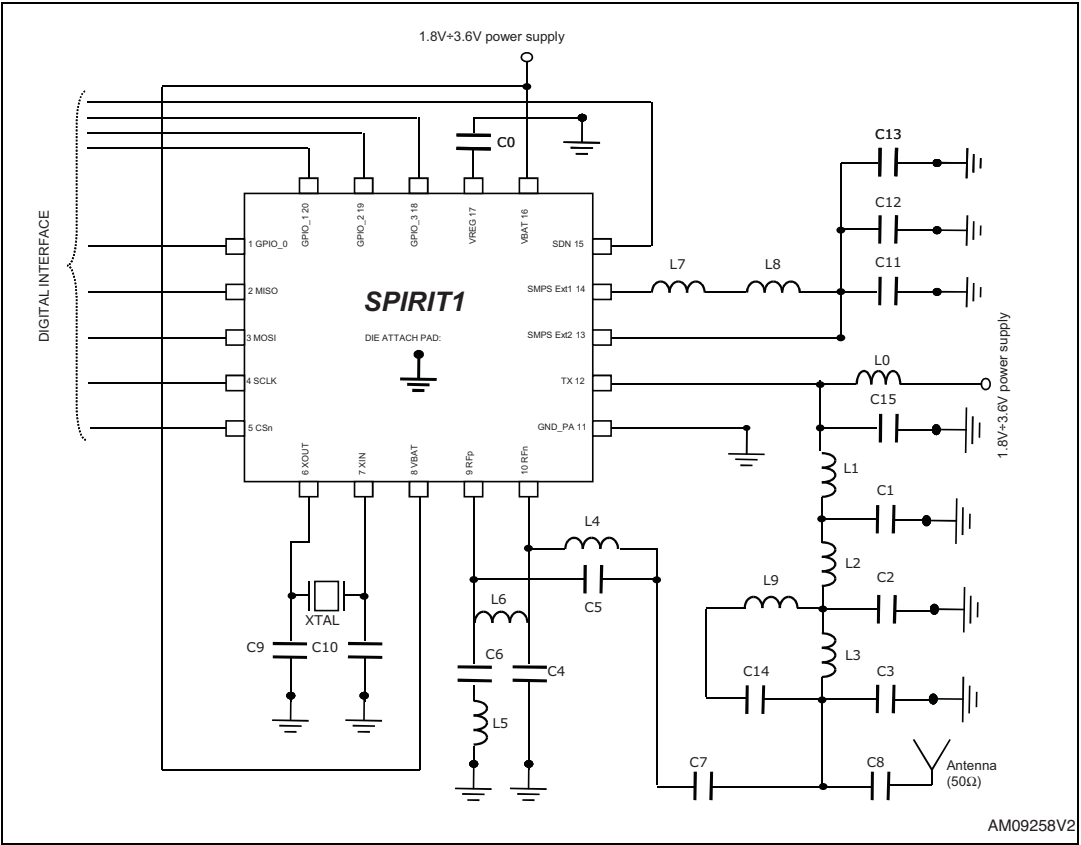 1.8V÷3.6V power supply
C0
C13
GPIO_1 20
GPIO_2 19
GPIO_3 18
VREG 17
VBAT 16
C12
DIGITAL INTERFACE
1 GPIO_0
SDN 15
C11
L7
L8
2 MISO
SPIRIT1
SMPS Ext1 14
3 MOSI
DIE ATTACH PAD:
SMPS Ext2 13
1.8V÷3.6V power supply
L0
4 SCLK
TX 12
C15
5 CSn
GND_PA 11
6 XOUT
7 XIN
8 VBAT
9 RFp
10 RFn
L1
C1
L4
L2
C2
L9
C5
L6
XTAL
C9
C10
C6
C4
L3
C14
C3
L5
C7
C8
Antenna
(50Ω)
AM09258V2